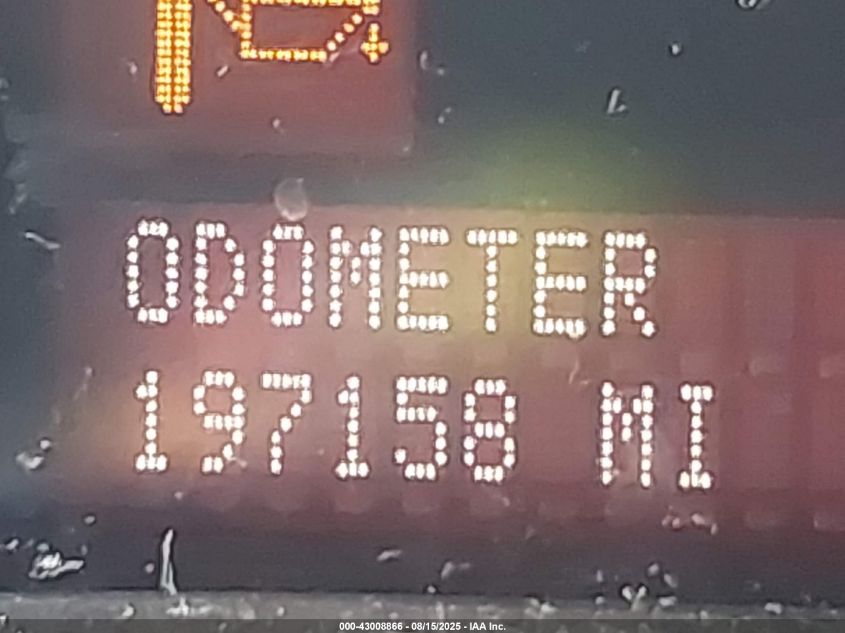 ODOMETER
197158 MI
000-43008866 - 08/15/2025 - IAA Inc.